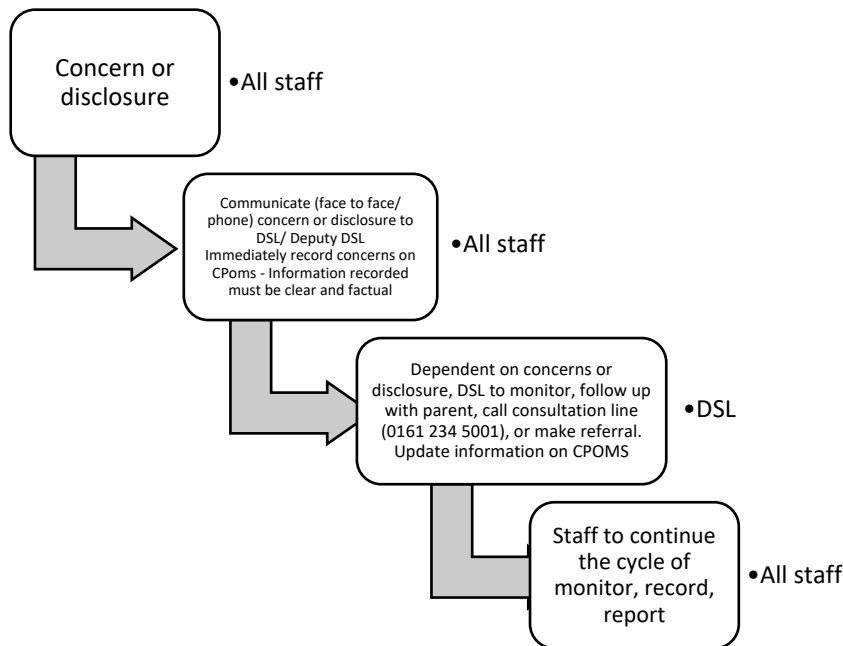 Concern or
disclosure
•All staff
Communicate (face to face/
phone) concern or disclosure to
DSL/ Deputy DSL
Immediately record concerns on
CPoms - Information recorded
must be clear and factual
•All staff
Dependent on concerns or
disclosure, DSL to monitor, follow up
with parent, call consultation line
(0161 234 5001), or make referral.
Update information on CPOMS
•DSL
Staff to continue
the cycle of
monitor, record,
report
•All staff